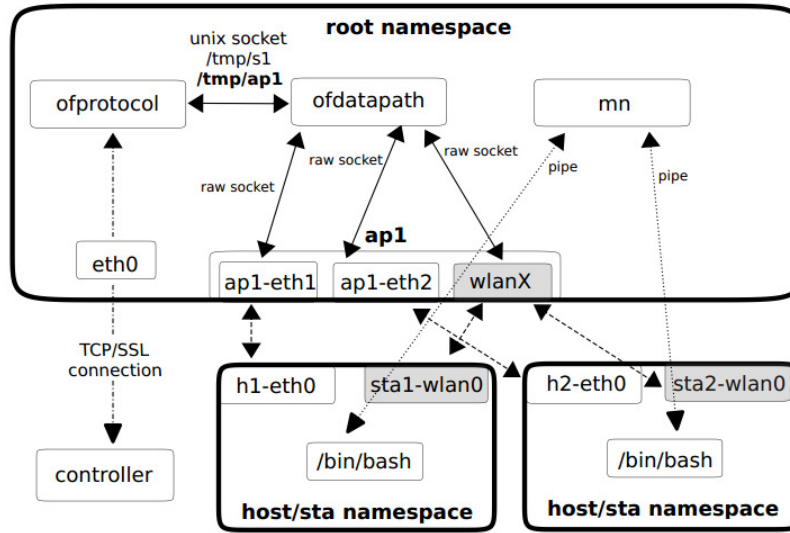 root namespace
unix socket
/tmp/s1
/tmp/ap1
ofprotocol
ofdatapath
mn
raw socket
raw socket
raw socket
pipe
pipe
ap1
eth0
ap1-eth1
ap1-eth2
wlanX
TCP/SSL
connection
h1-eth0
sta1-wlan0
h2-eth0
sta2-wlan0
controller
/bin/bash
/bin/bash
host/sta namespace
host/sta namespace